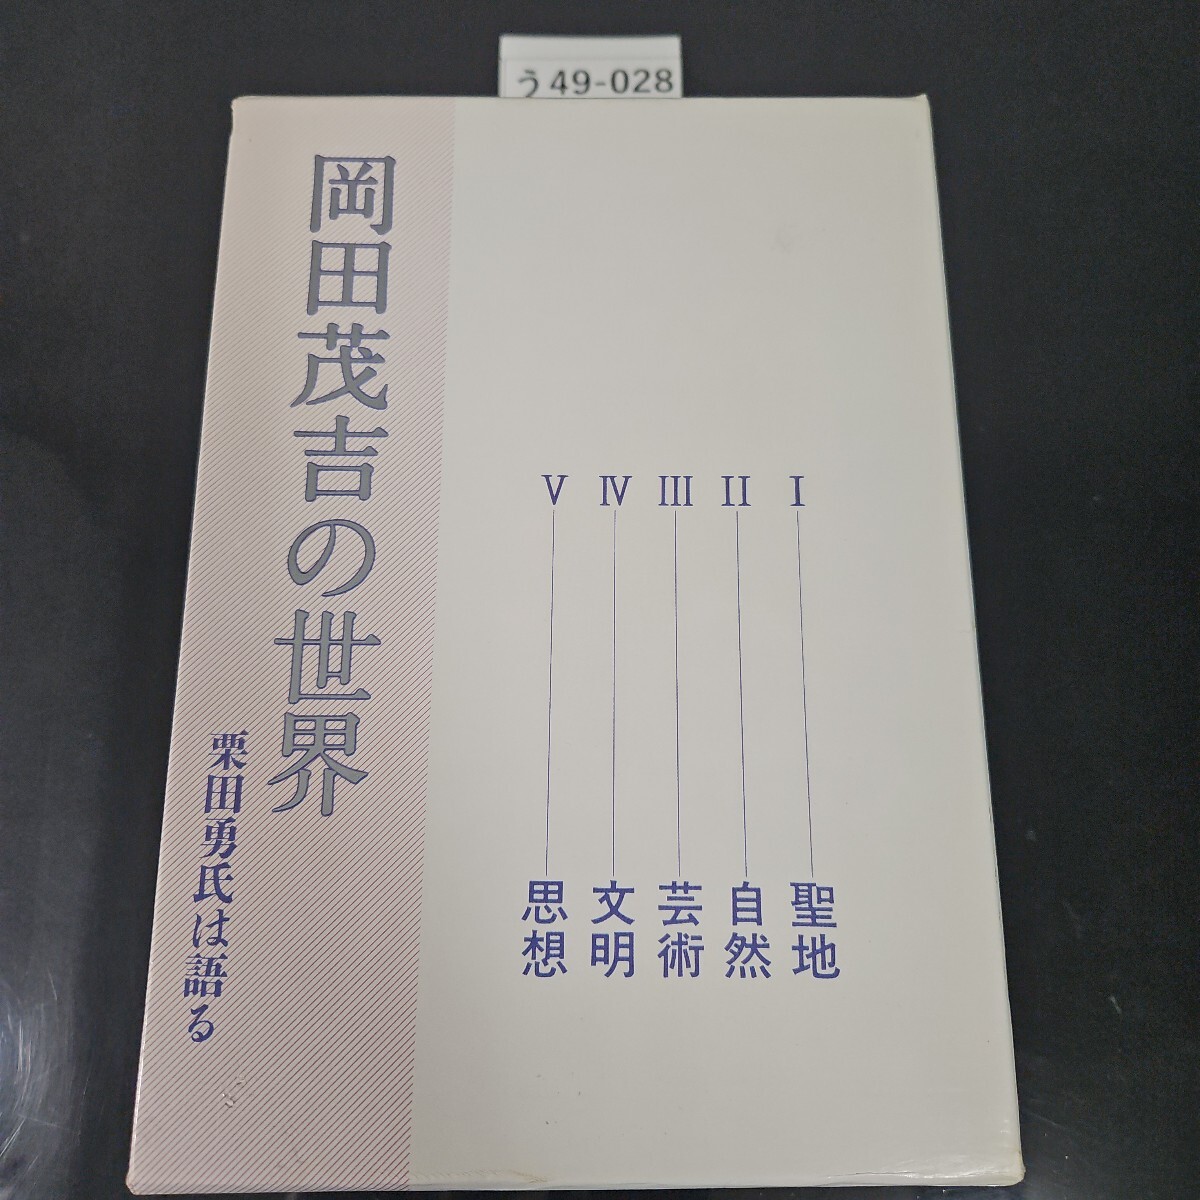 う49-028
岡田茂吉の世界
栗田勇氏は語る
I 聖地
II 自然
III 芸術
IV 文明
V 思想